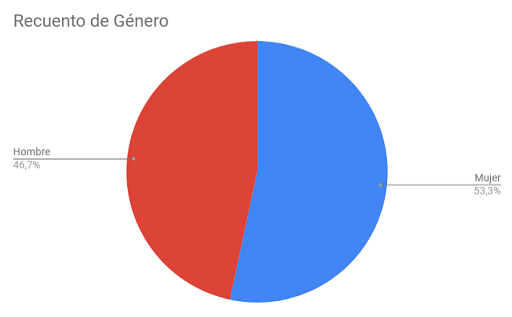 Recuento de Género
Hombre
46,7%
Mujer
53,3%